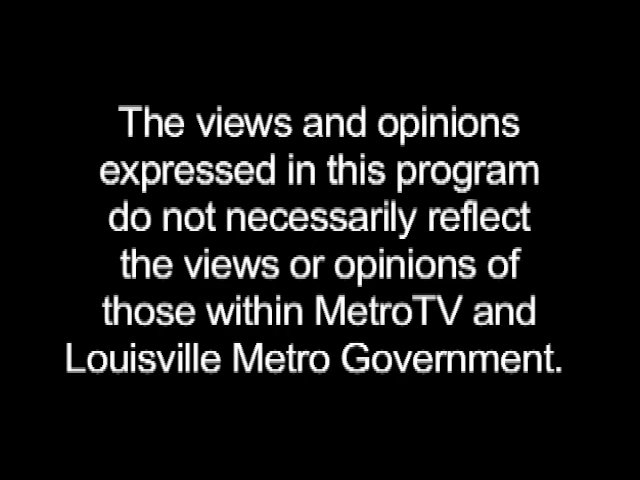 The views and opinions
expressed in this program
do not necessarily reflect
the views or opinions of
those within MetroTV and
Louisville Metro Government.